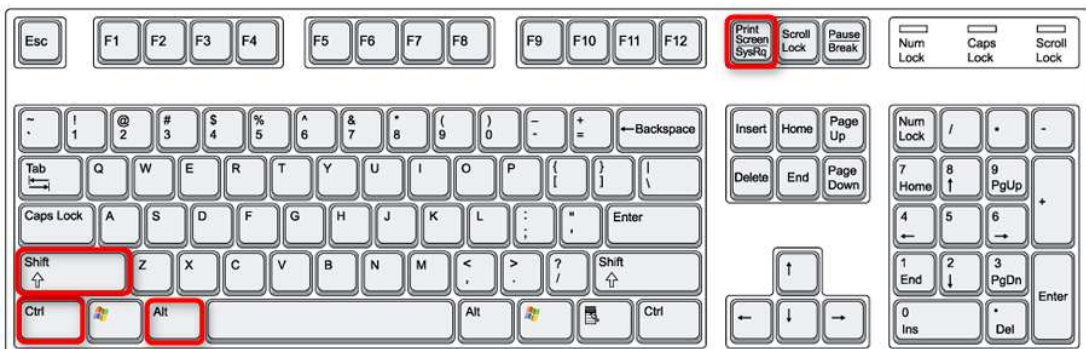 Esc F1 F2 F3 F4 F5 F6 F7 F8 F9 F10 F11 F12 Print Screen SysRq Scroll Lock Pause Break Num Lock Caps Lock Scroll Lock
~ ` ! 1 @ 2 # 3 $ 4 % 5 ^ 6 & 7 * 8 ( 9 ) 0 – - + = ←Backspace Insert Home Page Up Num Lock / * -
Tab Q W E R T Y U I O P { [ } ] | \ Delete End Page Down 7 Home 8 ↑ 9 PgUp +
Caps Lock A S D F G H J K L : ; " ' Enter 4 ← 5 6 →
Shift ⇧ Z X C V B N M < , > . ? / Shift ⇧ ↑ 1 End 2 ↓ 3 PgDn Enter
Ctrl Alt Alt Ctrl ← ↓ → 0 Ins . Del